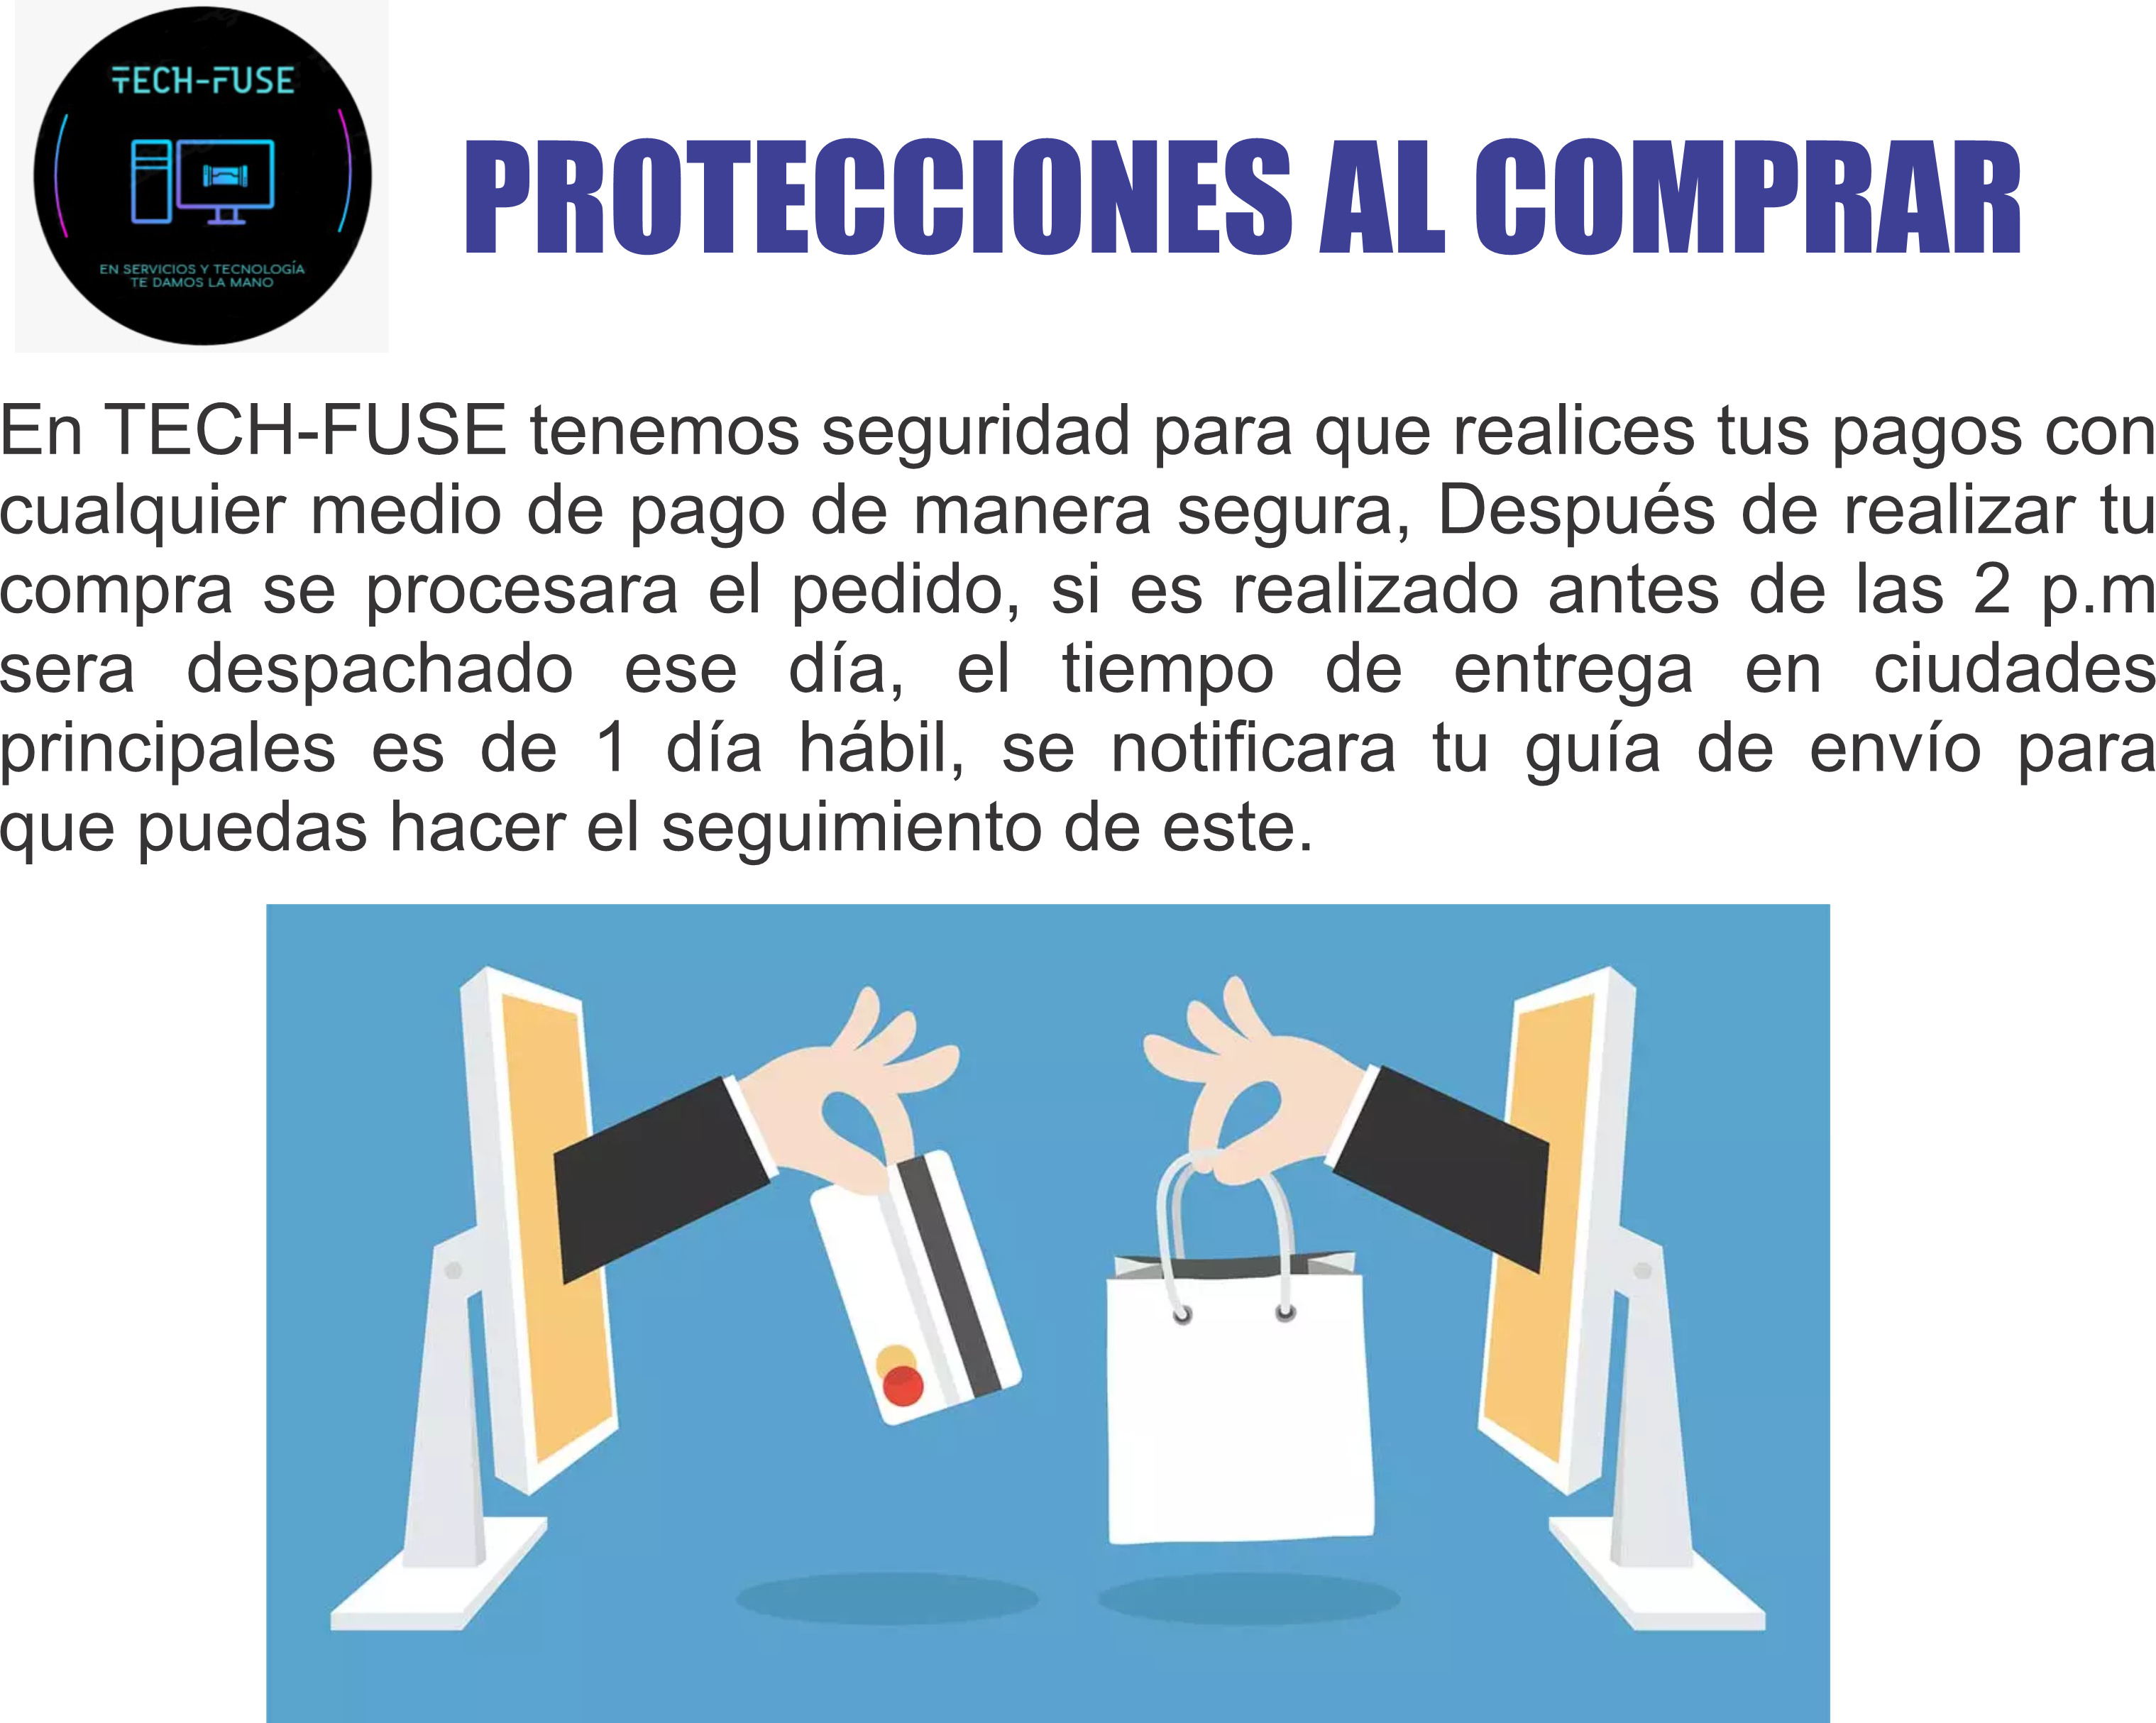 TECH-FUSE
EN SERVICIOS Y TECNOLOGÍA
TE DAMOS LA MANO
PROTECCIONES AL COMPRAR
En TECH-FUSE tenemos seguridad para que realices tus pagos con
cualquier medio de pago de manera segura, Después de realizar tu
compra se procesara el pedido, si es realizado antes de las 2 p.m
sera despachado ese día, el tiempo de entrega en ciudades
principales es de 1 día hábil, se notificara tu guía de envío para
que puedas hacer el seguimiento de este.